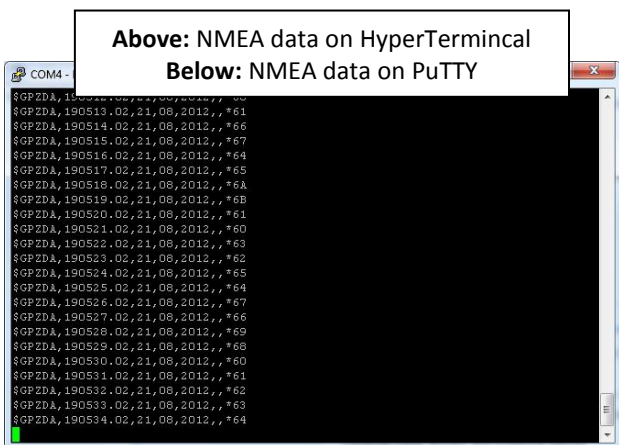 Above: NMEA data on HyperTermincal
Below: NMEA data on PuTTY
COM4 -
$GPZDA,190512.02,21,08,2012,,*60
$GPZDA,190513.02,21,08,2012,,*61
$GPZDA,190514.02,21,08,2012,,*66
$GPZDA,190515.02,21,08,2012,,*67
$GPZDA,190516.02,21,08,2012,,*64
$GPZDA,190517.02,21,08,2012,,*65
$GPZDA,190518.02,21,08,2012,,*6A
$GPZDA,190519.02,21,08,2012,,*6B
$GPZDA,190520.02,21,08,2012,,*61
$GPZDA,190521.02,21,08,2012,,*60
$GPZDA,190522.02,21,08,2012,,*63
$GPZDA,190523.02,21,08,2012,,*62
$GPZDA,190524.02,21,08,2012,,*65
$GPZDA,190525.02,21,08,2012,,*64
$GPZDA,190526.02,21,08,2012,,*67
$GPZDA,190527.02,21,08,2012,,*66
$GPZDA,190528.02,21,08,2012,,*69
$GPZDA,190529.02,21,08,2012,,*68
$GPZDA,190530.02,21,08,2012,,*60
$GPZDA,190531.02,21,08,2012,,*61
$GPZDA,190532.02,21,08,2012,,*62
$GPZDA,190533.02,21,08,2012,,*63
$GPZDA,190534.02,21,08,2012,,*64